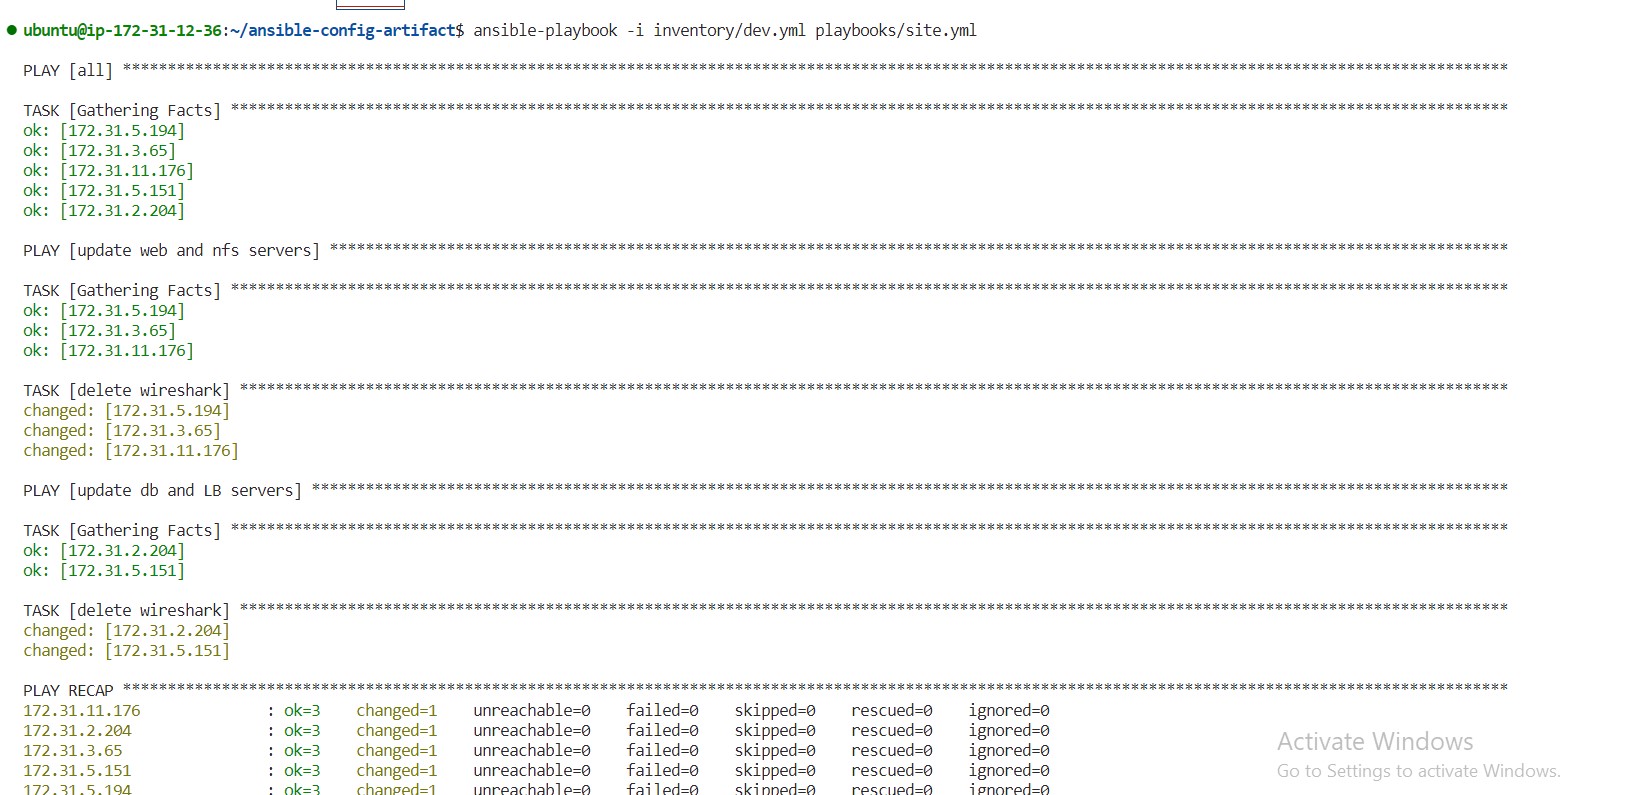 ubuntu@ip-172-31-12-36:~/ansible-config-artifact$ ansible-playbook -i inventory/dev.yml playbooks/site.yml
PLAY [all] **********************************************************************************************************************************************************
TASK [Gathering Facts] **********************************************************************************************************************************************
ok: [172.31.5.194]
ok: [172.31.3.65]
ok: [172.31.11.176]
ok: [172.31.5.151]
ok: [172.31.2.204]
PLAY [update web and nfs servers] ***********************************************************************************************************************************
TASK [Gathering Facts] **********************************************************************************************************************************************
ok: [172.31.5.194]
ok: [172.31.3.65]
ok: [172.31.11.176]
TASK [delete wireshark] *********************************************************************************************************************************************
changed: [172.31.5.194]
changed: [172.31.3.65]
changed: [172.31.11.176]
PLAY [update db and LB servers] *************************************************************************************************************************************
TASK [Gathering Facts] **********************************************************************************************************************************************
ok: [172.31.2.204]
ok: [172.31.5.151]
TASK [delete wireshark] *********************************************************************************************************************************************
changed: [172.31.2.204]
changed: [172.31.5.151]
PLAY RECAP **********************************************************************************************************************************************************
172.31.11.176 : ok=3 changed=1 unreachable=0 failed=0 skipped=0 rescued=0 ignored=0
172.31.2.204 : ok=3 changed=1 unreachable=0 failed=0 skipped=0 rescued=0 ignored=0
172.31.3.65 : ok=3 changed=1 unreachable=0 failed=0 skipped=0 rescued=0 ignored=0
172.31.5.151 : ok=3 changed=1 unreachable=0 failed=0 skipped=0 rescued=0 ignored=0
172.31.5.194 : ok=3 changed=1 unreachable=0 failed=0 skipped=0 rescued=0 ignored=0
Activate Windows
Go to Settings to activate Windows.